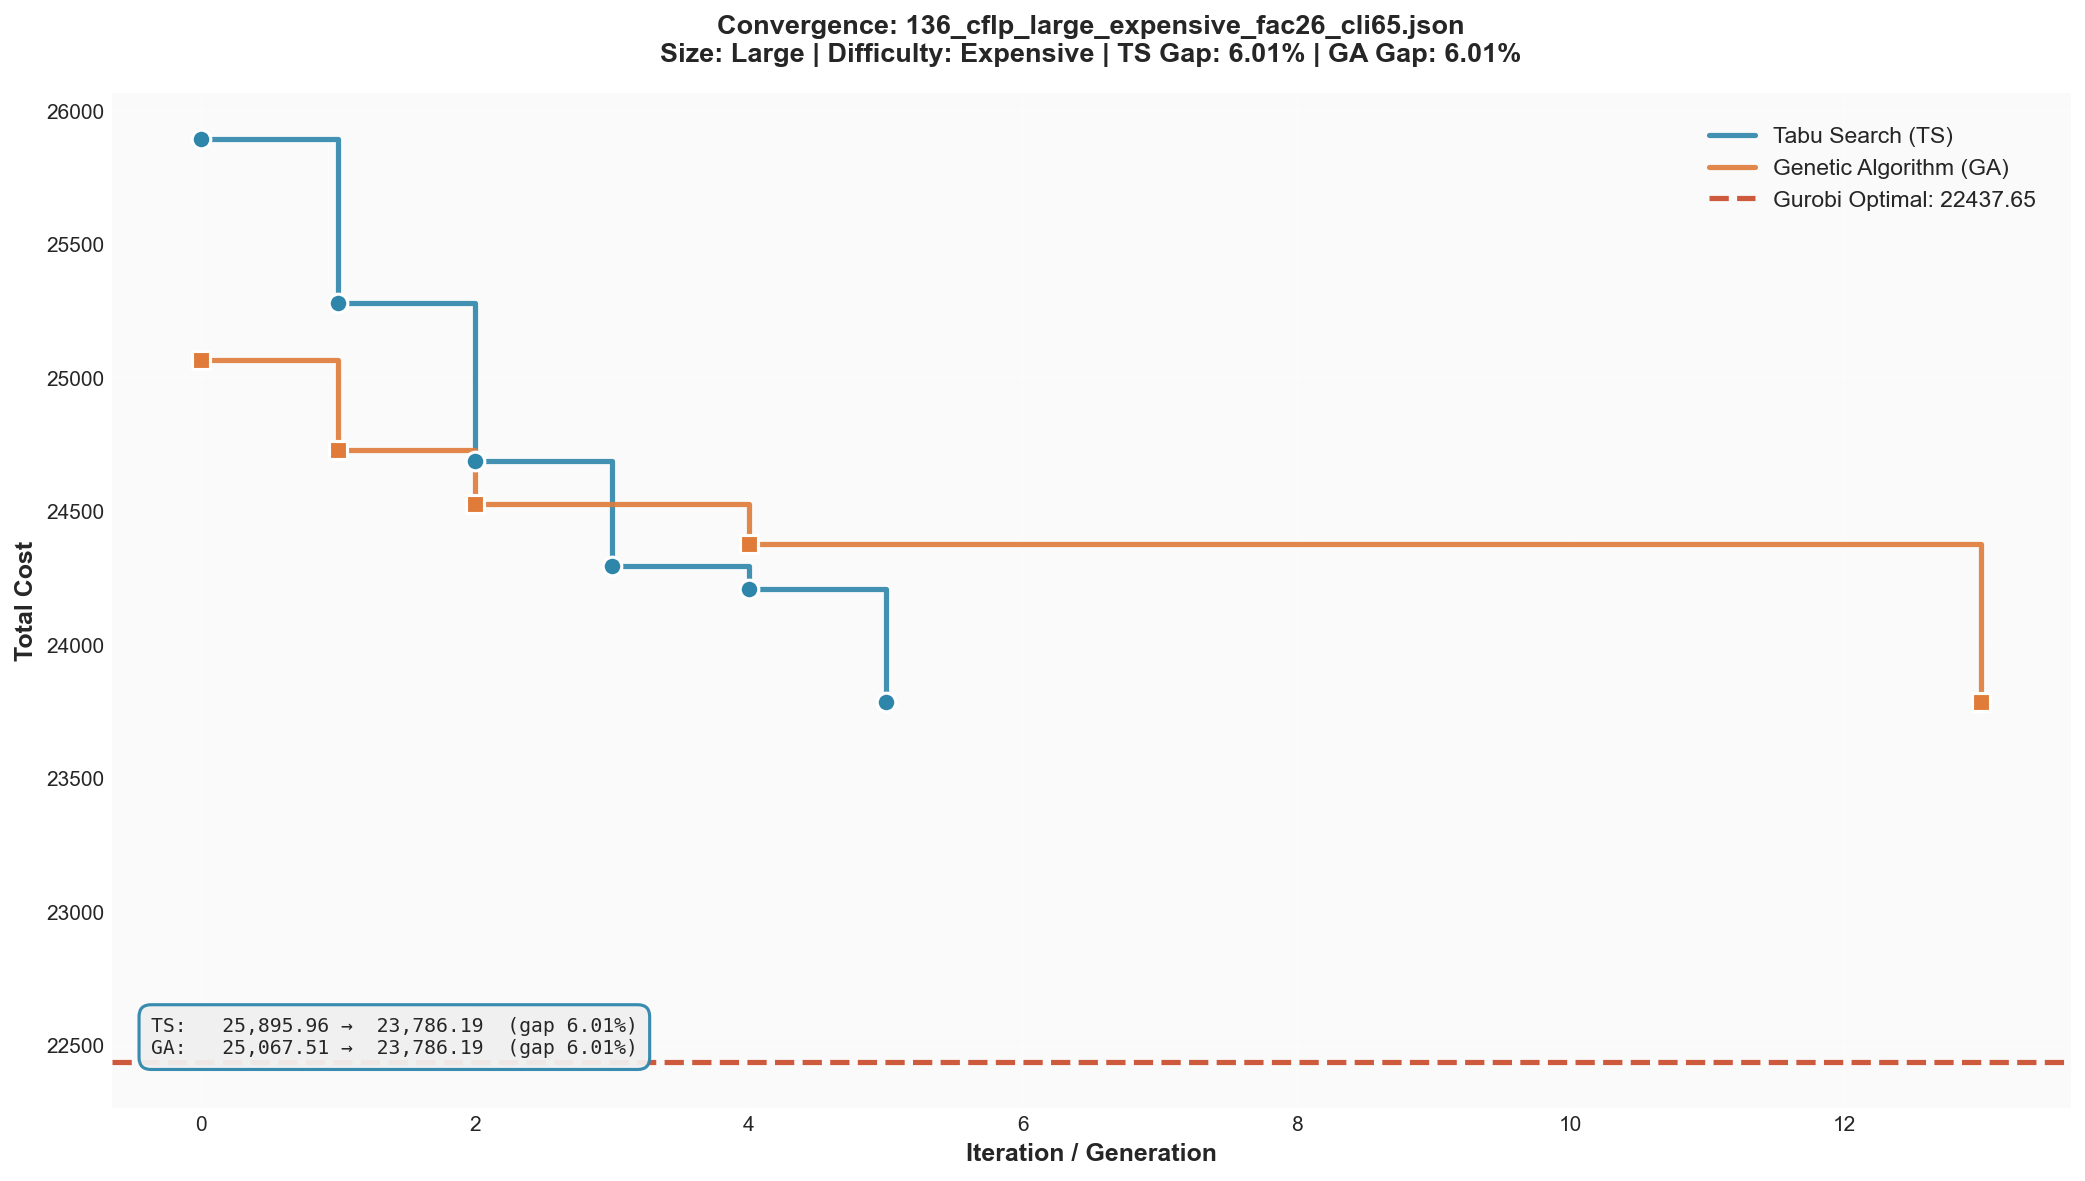 Convergence: 136_cflp_large_expensive_fac26_cli65.json
Size: Large | Difficulty: Expensive | TS Gap: 6.01% | GA Gap: 6.01%
26000
25500
25000
24500
24000
23500
23000
22500
Total Cost
Tabu Search (TS)
Genetic Algorithm (GA)
Gurobi Optimal: 22437.65
TS: 25,895.96 → 23,786.19 (gap 6.01%)
GA: 25,067.51 → 23,786.19 (gap 6.01%)
0 2 4 6 8 10 12
Iteration / Generation